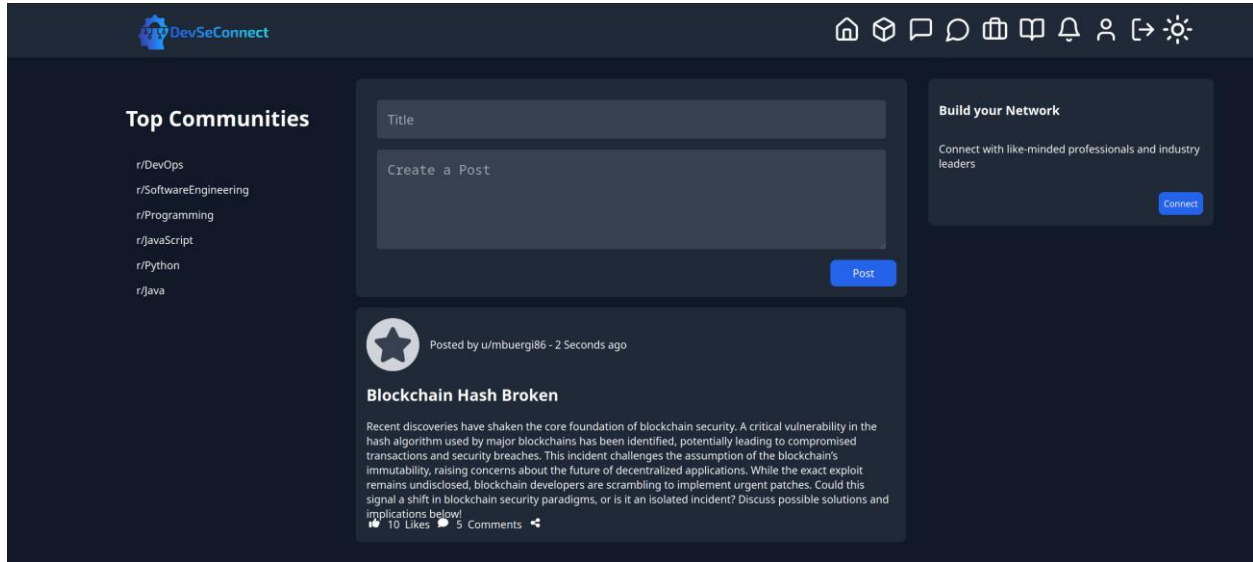 DevSeConnect
Top Communities
r/DevOps
r/SoftwareEngineering
r/Programming
r/JavaScript
r/Python
r/Java
Title
Create a Post
Post
Posted by u/mbuergi86 - 2 Seconds ago
Blockchain Hash Broken
Recent discoveries have shaken the core foundation of blockchain security. A critical vulnerability in the
hash algorithm used by major blockchains has been identified, potentially leading to compromised
transactions and security breaches. This incident challenges the assumption of the blockchain's
immutability, raising concerns about the future of decentralized applications. While the exact exploit
remains undisclosed, blockchain developers are scrambling to implement urgent patches. Could this
signal a shift in blockchain security paradigms, or is it an isolated incident? Discuss possible solutions and
implications below!
10 Likes 5 Comments
Build your Network
Connect with like-minded professionals and industry
leaders
Connect